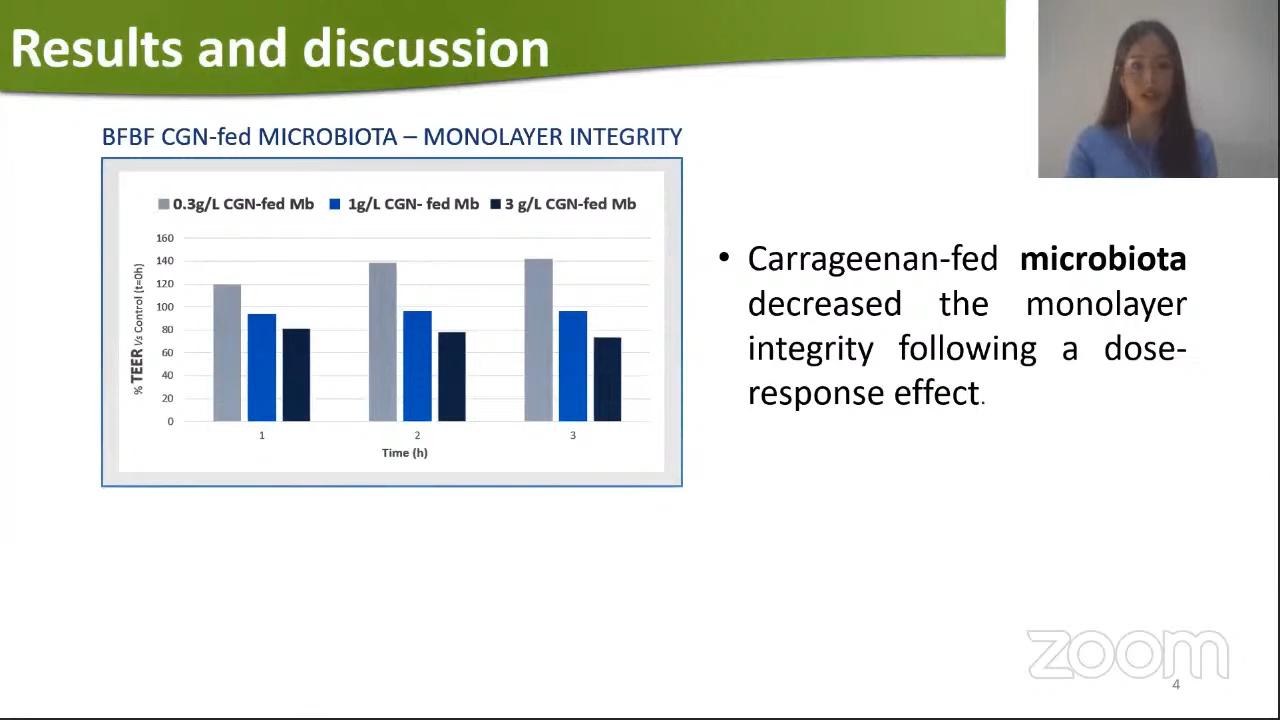 Results and discussion
BFBF CGN-fed MICROBIOTA – MONOLAYER INTEGRITY
0.3g/L CGN-fed Mb 1g/L CGN- fed Mb 3 g/L CGN-fed Mb
160
140
120
100
80
60
40
20
0
% TEER Vs Control (t=0h)
1 2 3
Time (h)
• Carrageenan-fed microbiota
decreased the monolayer
integrity following a dose-
response effect.
zoom
4